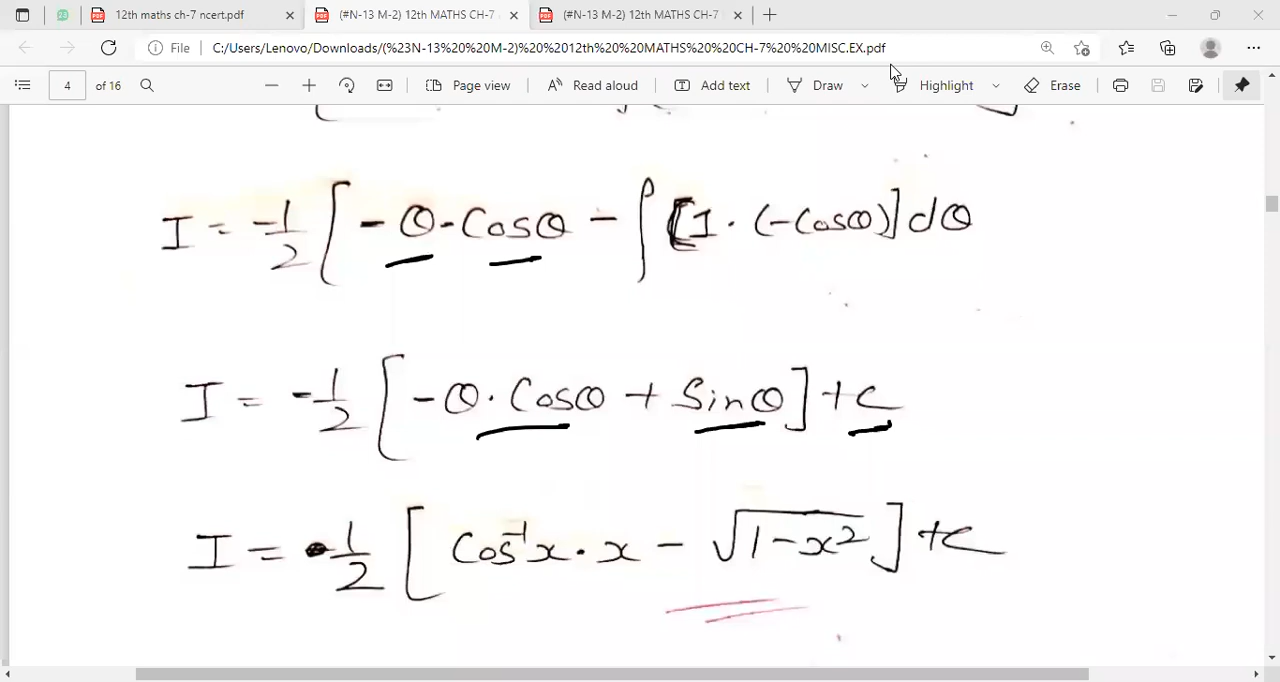 12th maths ch-7 ncert.pdf
(#N-13 M-2) 12th MATHS CH-7
(#N-13 M-2) 12th MATHS CH-7
File C:/Users/Lenovo/Downloads/(%23N-13%20%20M-2)%20%2012th%20%20MATHS%20%20CH-7%20%20MISC.EX.pdf
4 of 16 Page view Read aloud Add text Draw Highlight Erase
I = -1/2 [ - θ·Cosθ - ∫ [1·(-Cosθ)] dθ
I = -1/2 [ - θ·Cosθ + Sinθ ] + C
I = -1/2 [ Cos⁻¹x·x - √(1-x²) ] + C